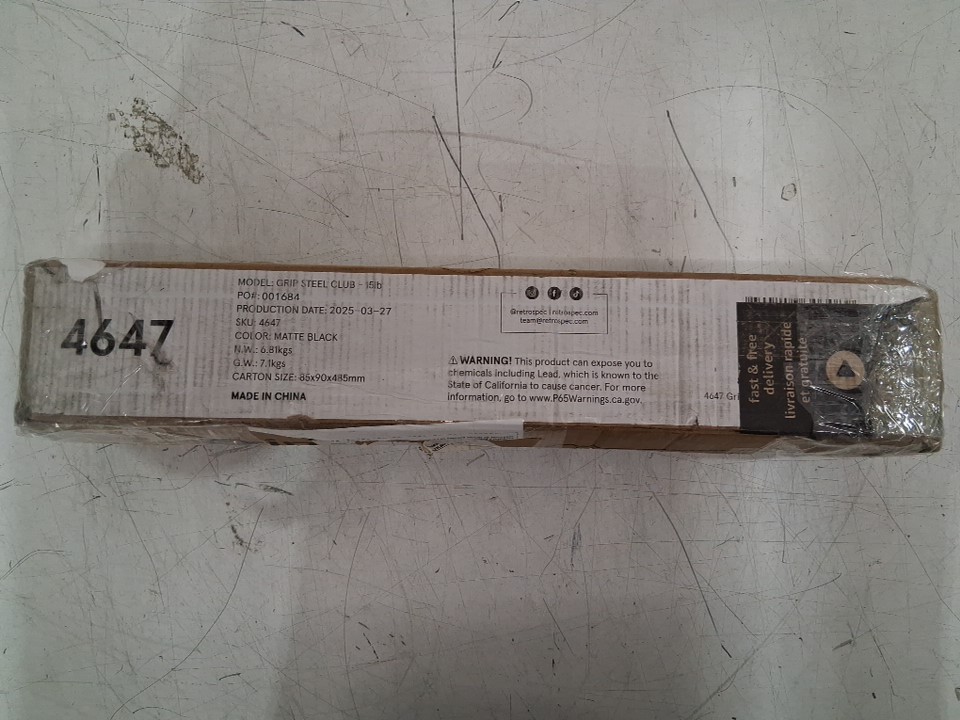 4647
MODEL: GRIP STEEL CLUB - 15lb
PO#: 001684
PRODUCTION DATE: 2025-03-27
SKU: 4647
COLOR: MATTE BLACK
N.W.: 6.81kgs
G.W.: 7.1kgs
CARTON SIZE: 85x90x485mm
MADE IN CHINA
@retrospec | retrospec.com
team@retrospec.com
⚠WARNING! This product can expose you to
chemicals including Lead, which is known to the
State of California to cause cancer. For more
information, go to www.P65Warnings.ca.gov.
4647
fast & free
delivery
livraison rapide
et gratuite